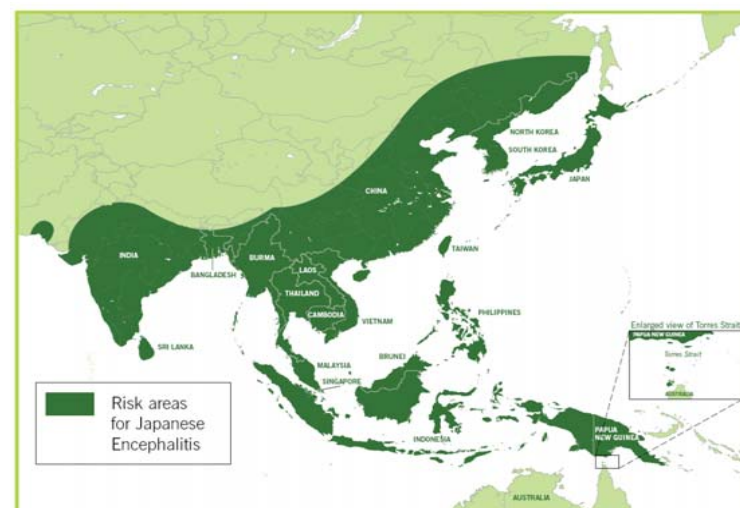 NORTH KOREA
SOUTH KOREA
JAPAN
CHINA
TAIWAN
INDIA
BANGLADESH
BURMA
LAOS
THAILAND
CAMBODIA
VIETNAM
PHILIPPINES
SRI LANKA
MALAYSIA
SINGAPORE
BRUNEI
INDONESIA
PAPUA
NEW GUINEA
AUSTRALIA
Enlarged view of Torres Strait
PAPUA NEW GUINEA
Torres Strait
AUSTRALIA
Risk areas
for Japanese
Encephalitis